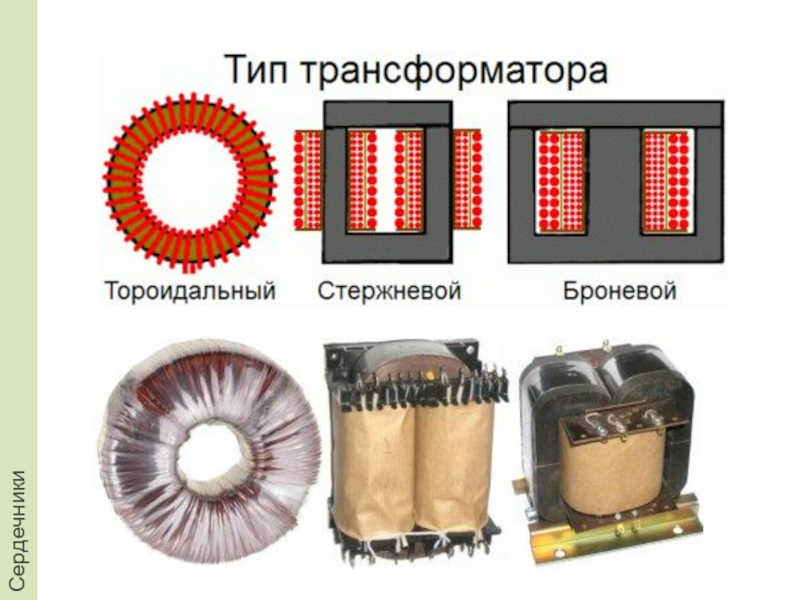 Тип трансформатора
Тороидальный
Стержневой
Броневой
Сердечники